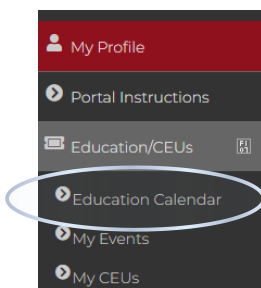 My Profile
Portal Instructions
Education/CEUs
Education Calendar
My Events
My CEUs